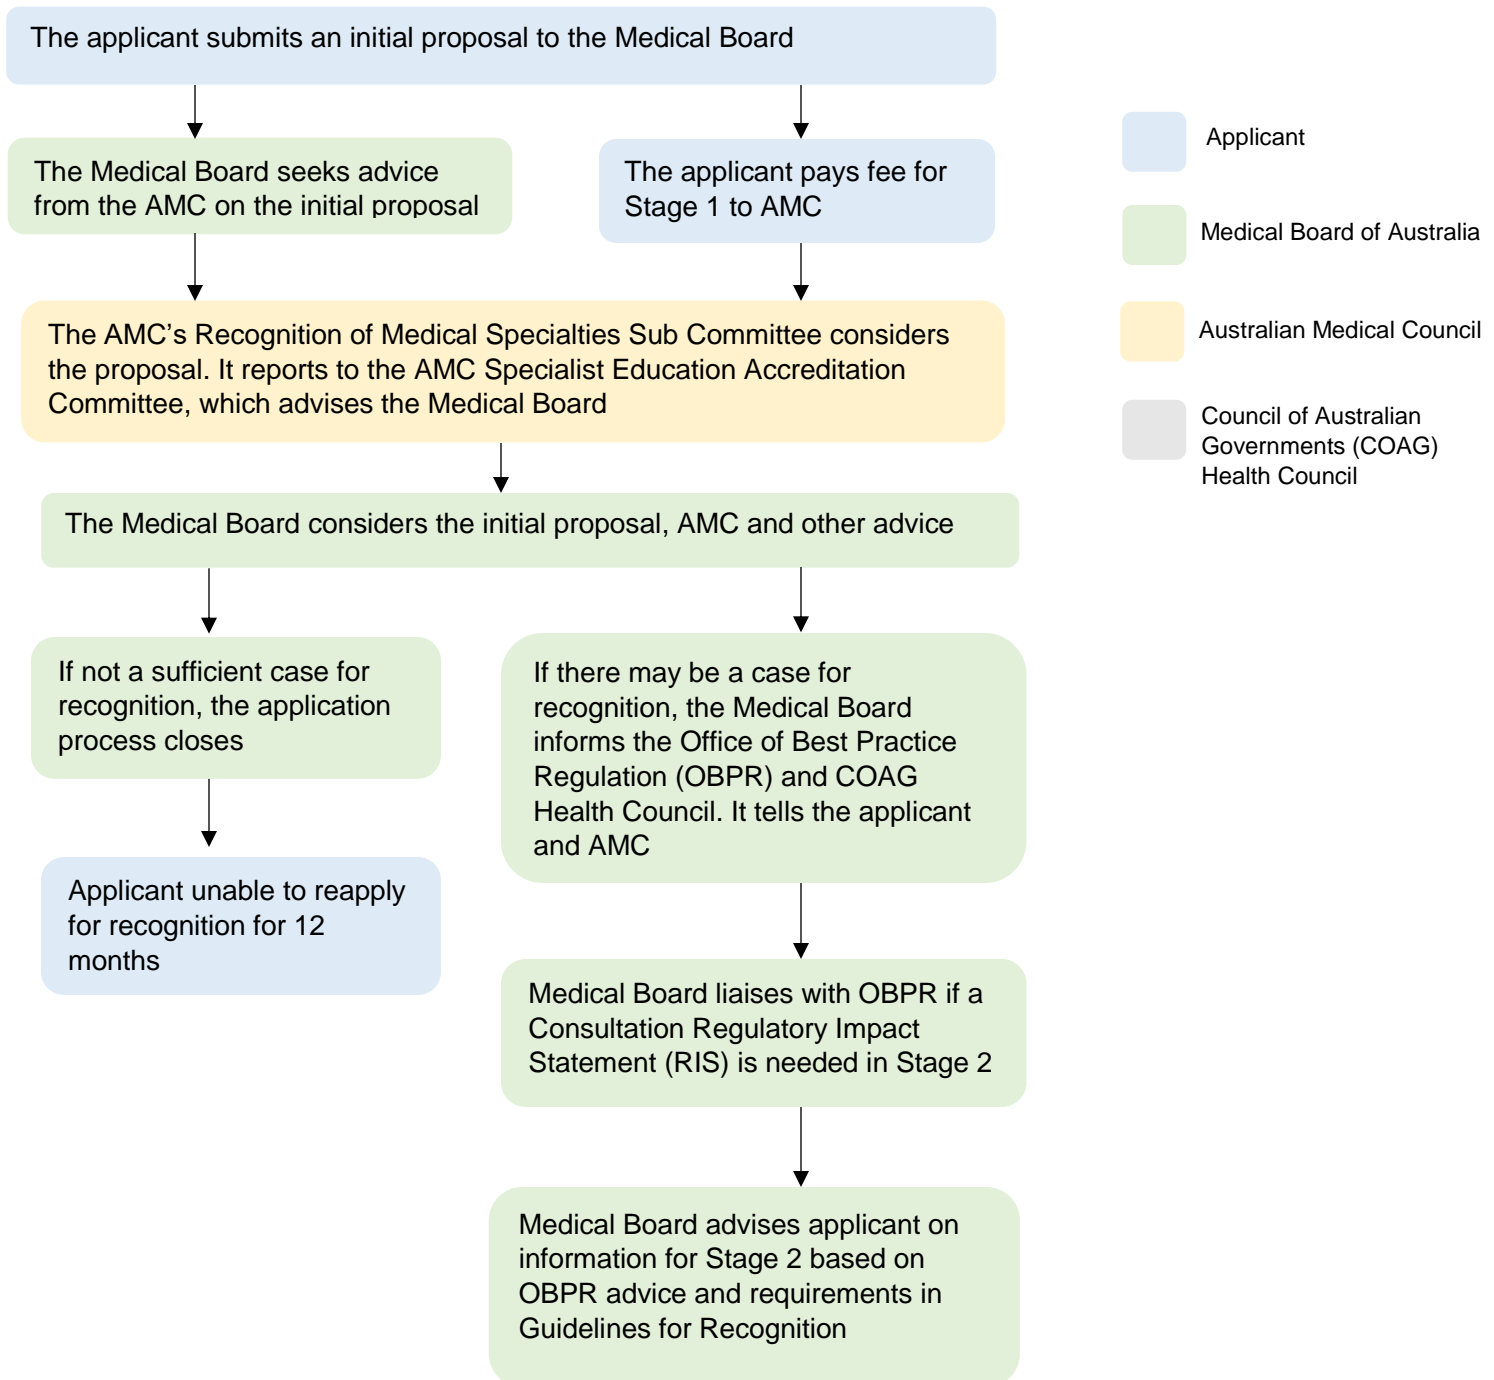 The applicant submits an initial proposal to the Medical Board
The Medical Board seeks advice
from the AMC on the initial proposal
The applicant pays fee for
Stage 1 to AMC
The AMC’s Recognition of Medical Specialties Sub Committee considers
the proposal. It reports to the AMC Specialist Education Accreditation
Committee, which advises the Medical Board
The Medical Board considers the initial proposal, AMC and other advice
If not a sufficient case for
recognition, the application
process closes
If there may be a case for
recognition, the Medical Board
informs the Office of Best Practice
Regulation (OBPR) and COAG
Health Council. It tells the applicant
and AMC
Applicant unable to reapply
for recognition for 12
months
Medical Board liaises with OBPR if a
Consultation Regulatory Impact
Statement (RIS) is needed in Stage 2
Medical Board advises applicant on
information for Stage 2 based on
OBPR advice and requirements in
Guidelines for Recognition
Applicant
Medical Board of Australia
Australian Medical Council
Council of Australian
Governments (COAG)
Health Council